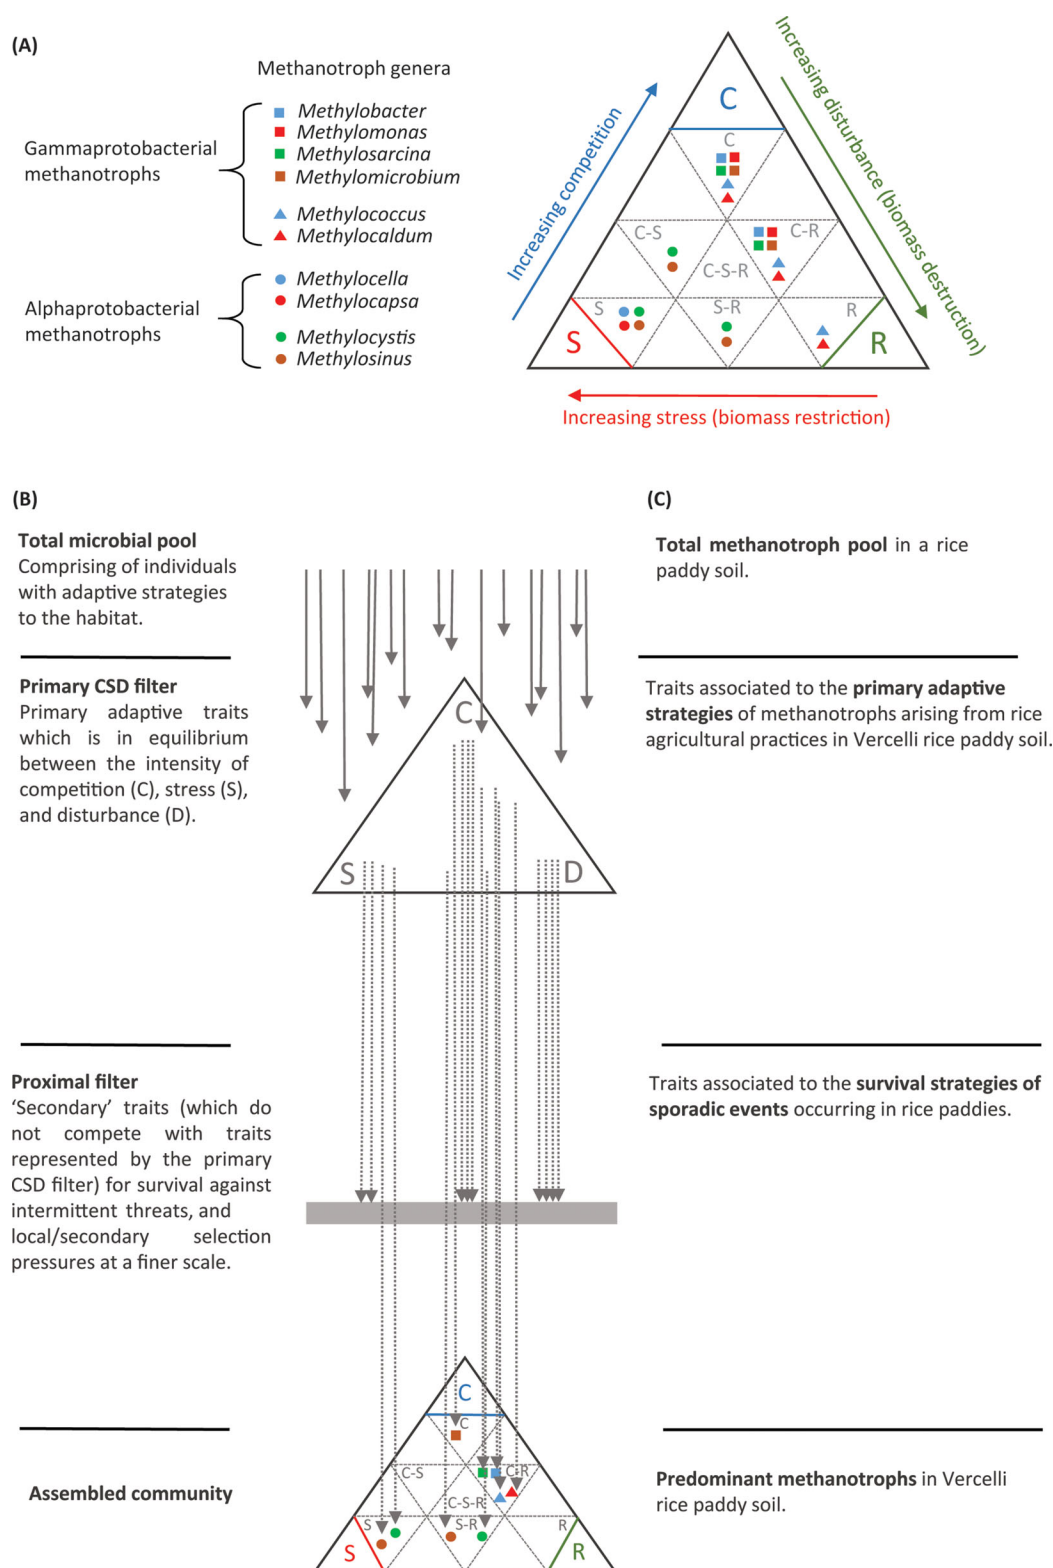 (A)
Methanotroph genera
Gammaprotobacterial
methanotrophs
Methylobacter
Methylomonas
Methylosarcina
Methylomicrobium
Methylococcus
Methylocaldum
Alphaprotobacterial
methanotrophs
Methylocella
Methylocapsa
Methylocystis
Methylosinus
Increasing competition
Increasing disturbance (biomass destruction)
C
C
C-S
C-R
C-S-R
S
S-R
R
S
R
Increasing stress (biomass restriction)
(B)
Total microbial pool
Comprising of individuals
with adaptive strategies
to the habitat.
Primary CSD filter
Primary adaptive traits
which is in equilibrium
between the intensity of
competition (C), stress (S),
and disturbance (D).
C
S
D
Proximal filter
‘Secondary’ traits (which do
not compete with traits
represented by the primary
CSD filter) for survival against
intermittent threats, and
local/secondary selection
pressures at a finer scale.
Assembled community
C
C
C-S
C-R
C-S-R
S
S-R
R
S
R
(C)
Total methanotroph pool in a rice
paddy soil.
Traits associated to the primary adaptive
strategies of methanotrophs arising from rice
agricultural practices in Vercelli rice paddy soil.
Traits associated to the survival strategies of
sporadic events occurring in rice paddies.
Predominant methanotrophs in Vercelli
rice paddy soil.